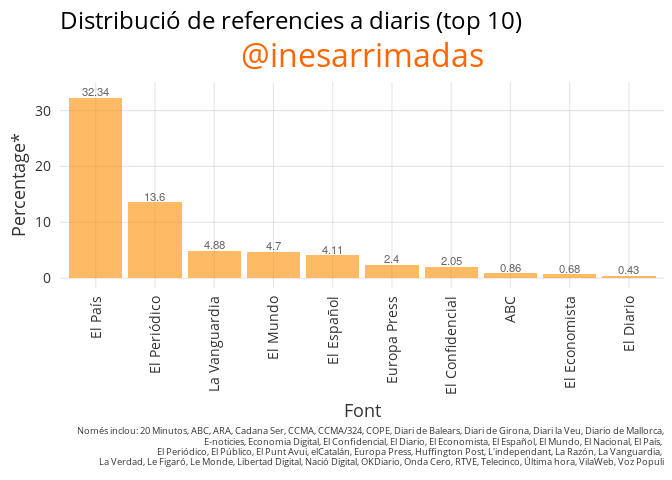 Distribució de referencies a diaris (top 10)
@inesarrimadas
Percentage*
30
20
10
0
32.34
13.6
4.88
4.7
4.11
2.4
2.05
0.86
0.68
0.43
El País
El Periódico
La Vanguardia
El Mundo
El Español
Europa Press
El Confidencial
ABC
El Economista
El Diario
Font
Només inclou: 20 Minutos, ABC, ARA, Cadana Ser, CCMA, CCMA/324, COPE, Diari de Balears, Diari de Girona, Diari la Veu, Diario de Mallorca,
E-noticies, Economia Digital, El Confidencial, El Diario, El Economista, El Español, El Mundo, El Nacional, El País,
El Periódico, El Público, El Punt Avui, elCatalán, Europa Press, Huffington Post, L'independant, La Razón, La Vanguardia,
La Verdad, Le Figaró, Le Monde, Libertad Digital, Nació Digital, OKDiario, Onda Cero, RTVE, Telecinco, Última hora, VilaWeb, Voz Populi